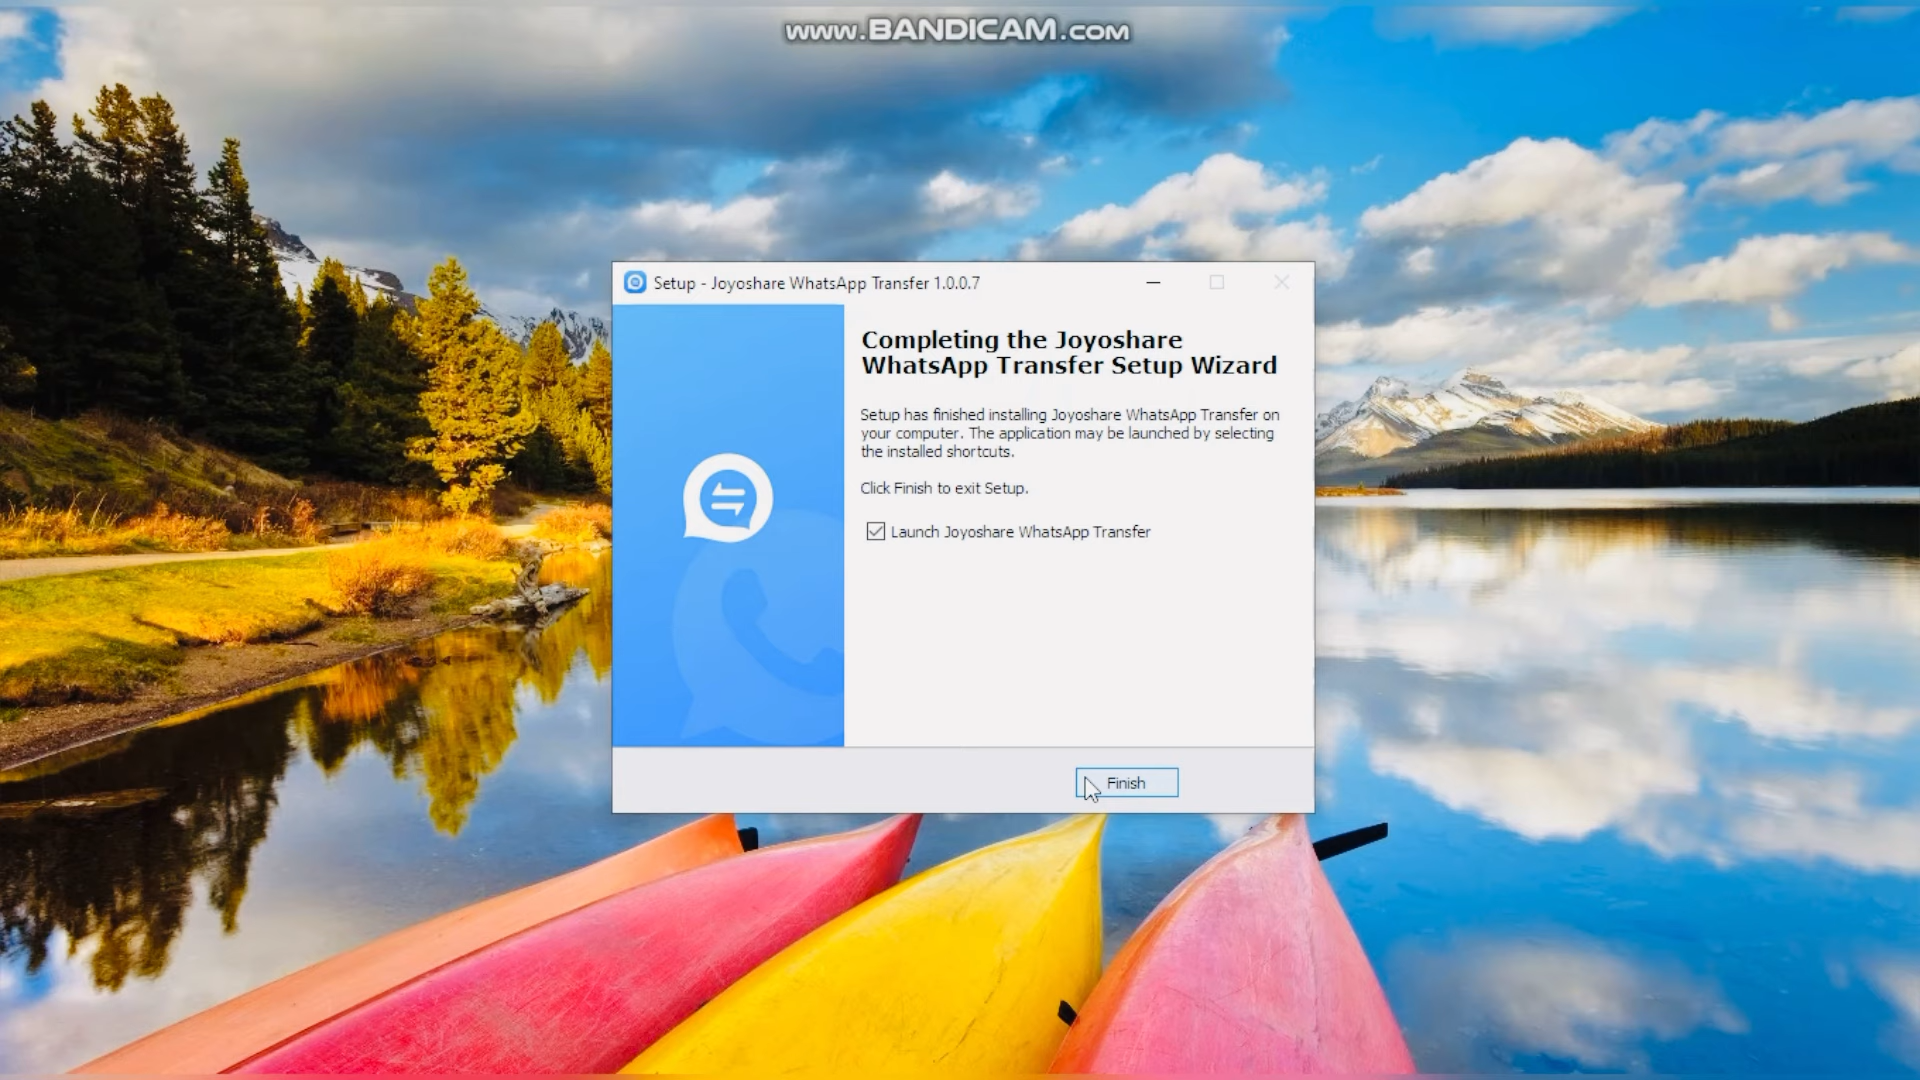 www.BANDICAM.com
Setup - Joyoshare WhatsApp Transfer 1.0.0.7
Completing the Joyoshare
WhatsApp Transfer Setup Wizard
Setup has finished installing Joyoshare WhatsApp Transfer on
your computer. The application may be launched by selecting
the installed shortcuts.
Click Finish to exit Setup.
Launch Joyoshare WhatsApp Transfer
Finish